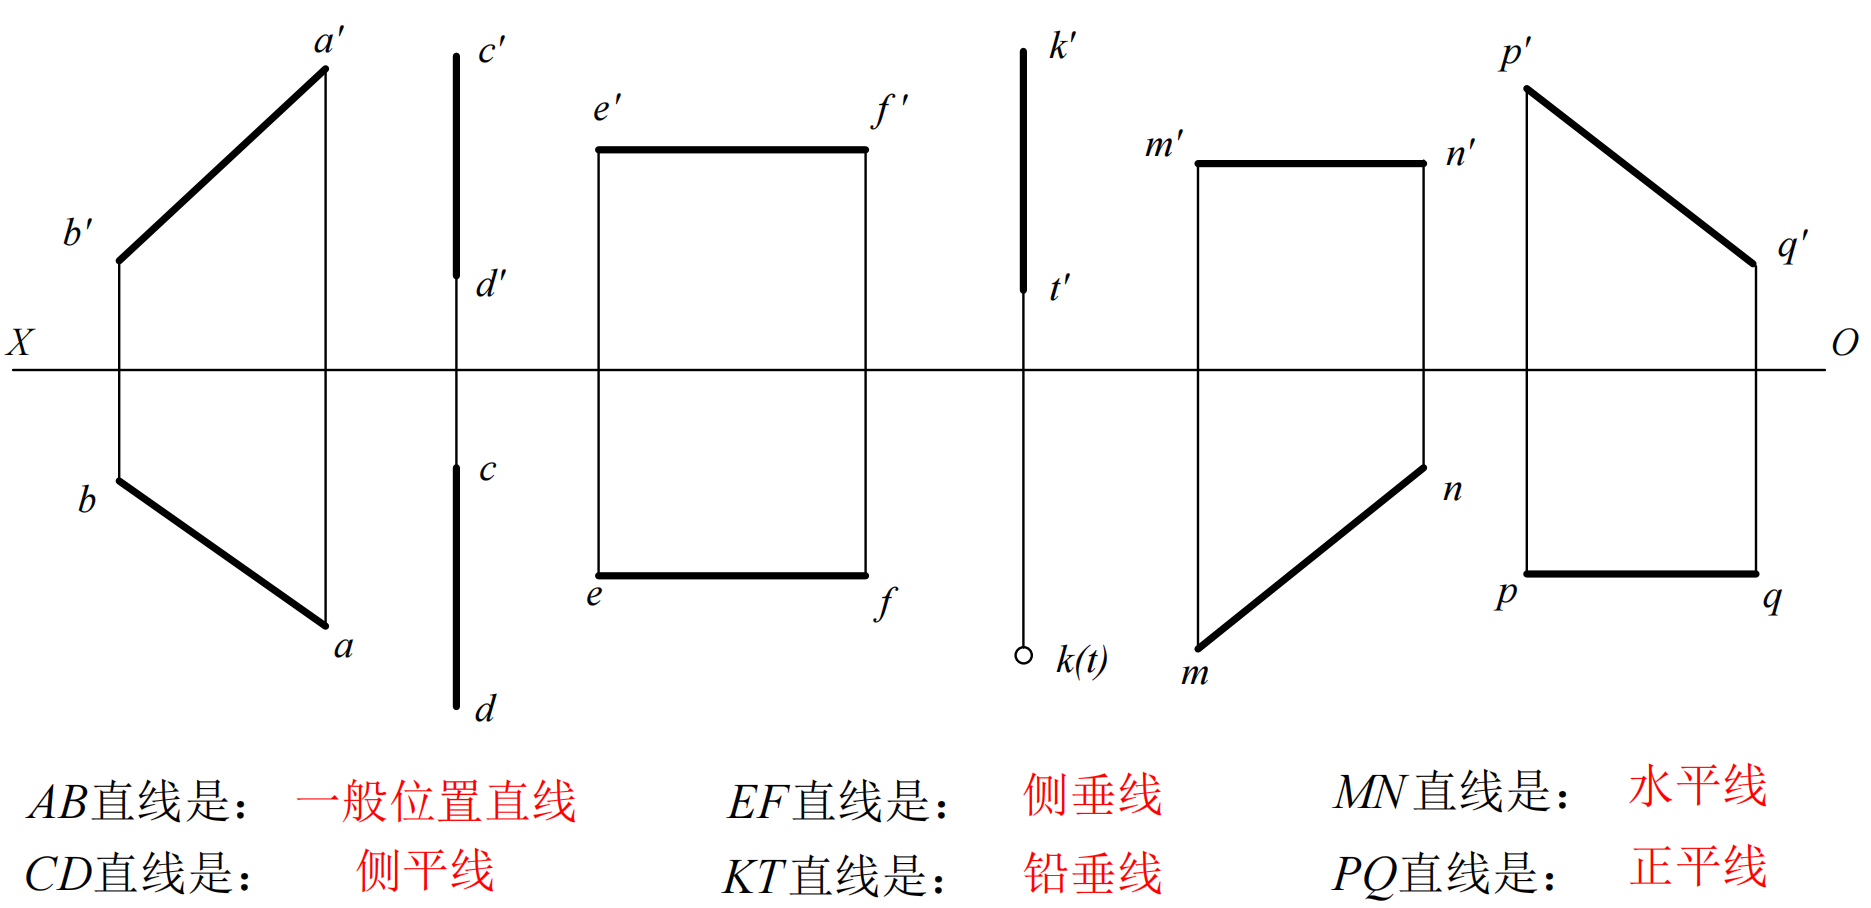 a′ c′ k′ p′
e′ f′
m′ n′
b′ q′
d′ t′
X O
c
b n
e f p q
a k(t) m
d
AB直线是： 一般位置直线 EF直线是： 侧垂线 MN直线是： 水平线
CD直线是： 侧平线 KT直线是： 铅垂线 PQ直线是： 正平线